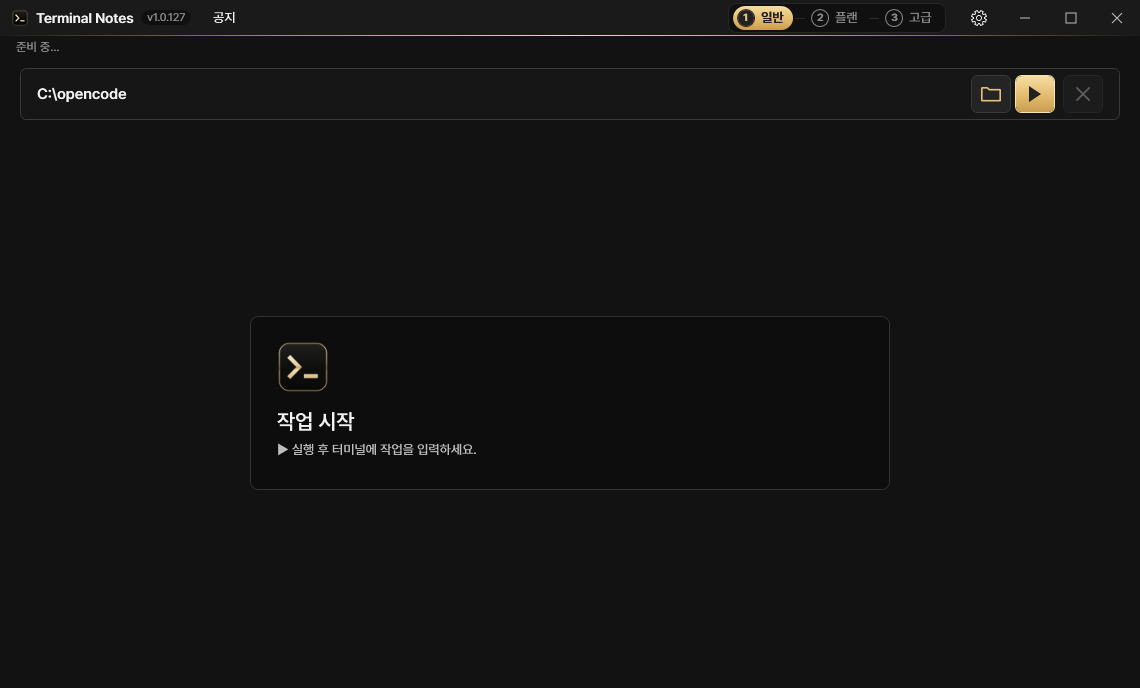 Terminal Notes v1.0.127 공지 1 일반 2 플랜 3 고급
준비 중...
C:\opencode
작업 시작
▶ 실행 후 터미널에 작업을 입력하세요.